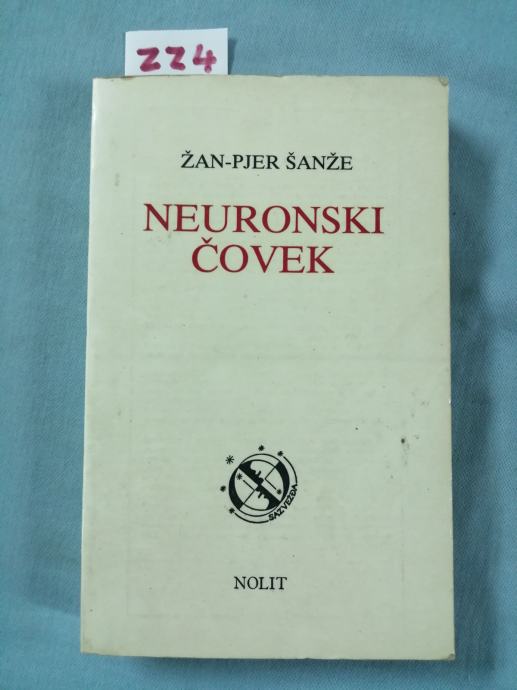 224
ŽAN-PJER ŠANŽE
NEURONSKI
ČOVEK
SAZVEŽĐA
NOLIT